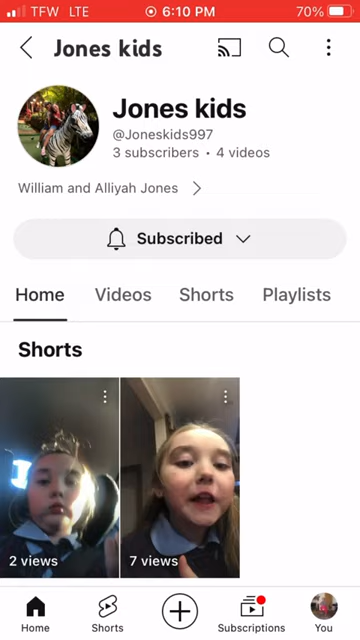 TFW LTE 6:10 PM 70%
Jones kids
Jones kids
@Joneskids997
3 subscribers • 4 videos
William and Alliyah Jones
Subscribed
Home Videos Shorts Playlists
Shorts
2 views 7 views
Home Shorts Subscriptions You